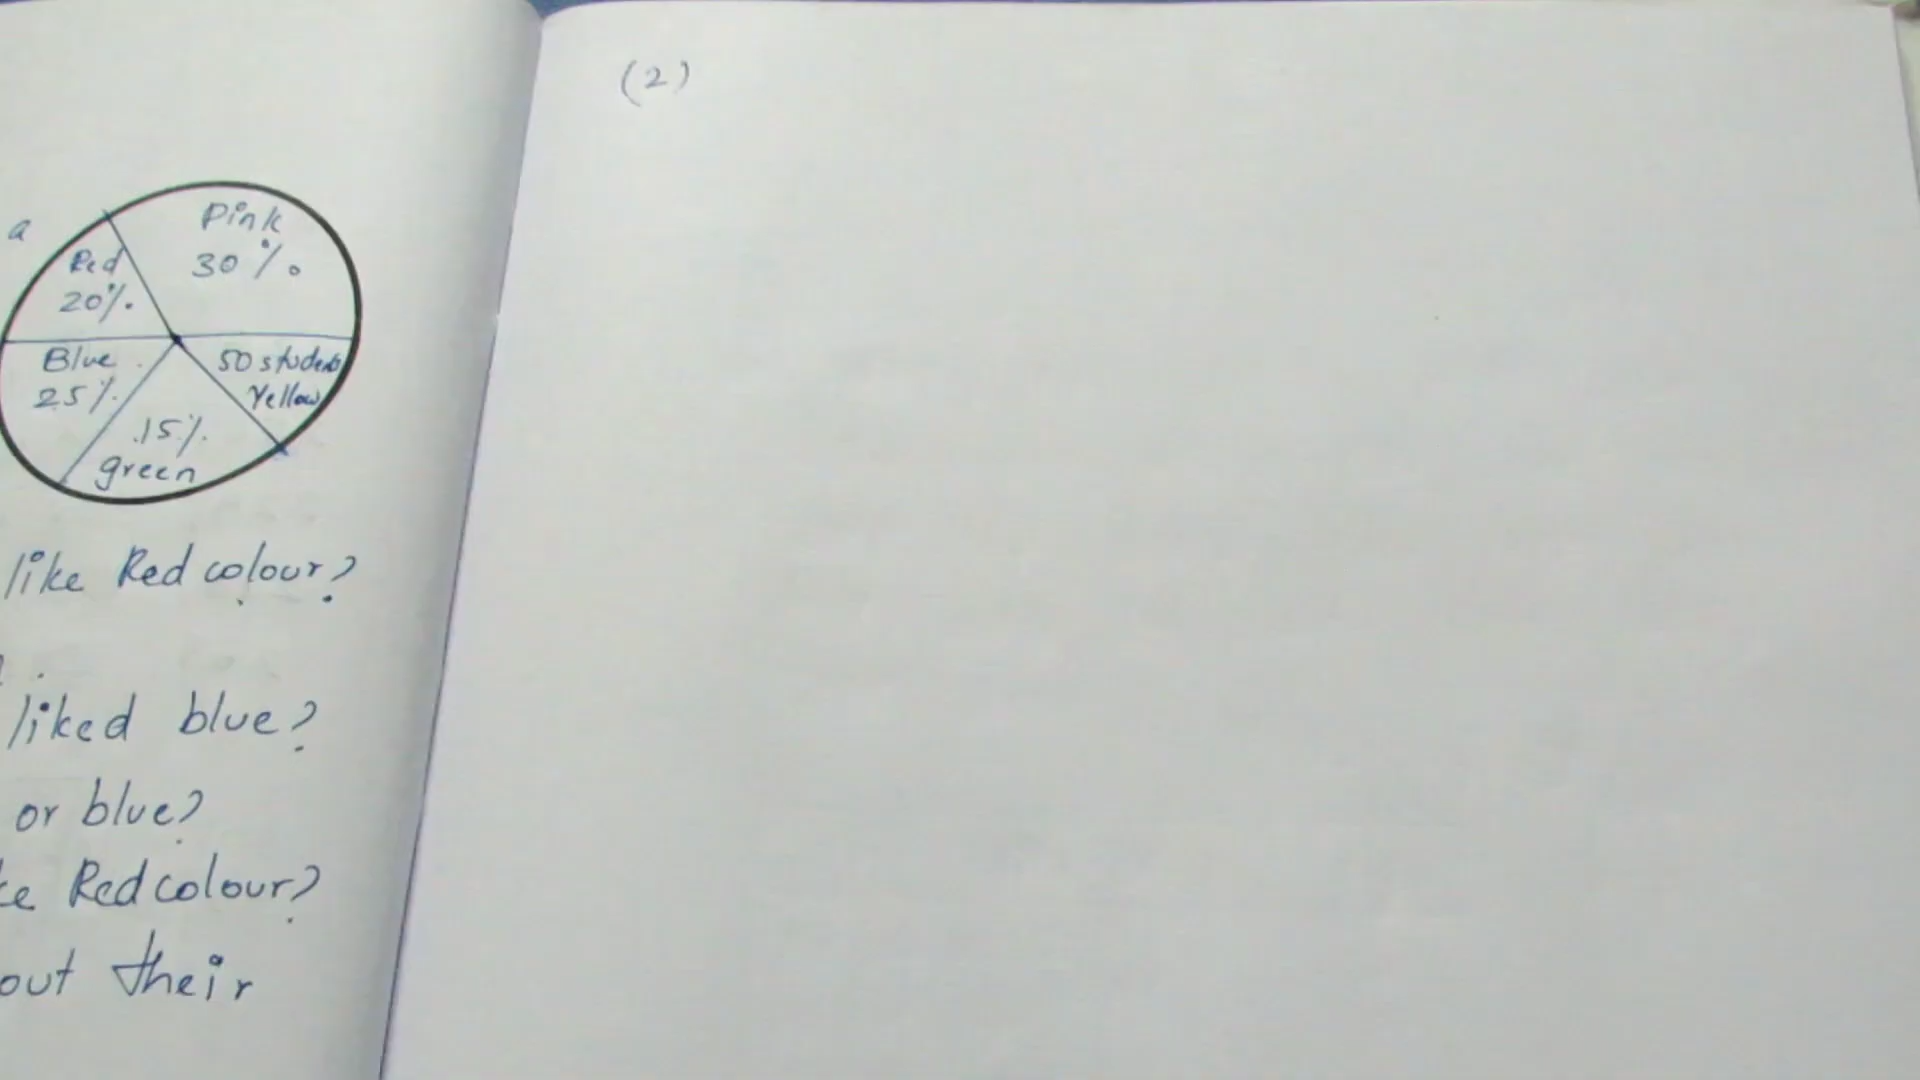 a
Pink
30%
Red
20%
Blue
25%
50 students
Yellow
15%
green
like Red colour?
liked blue?
or blue?
ke Red colour?
out their
(2)